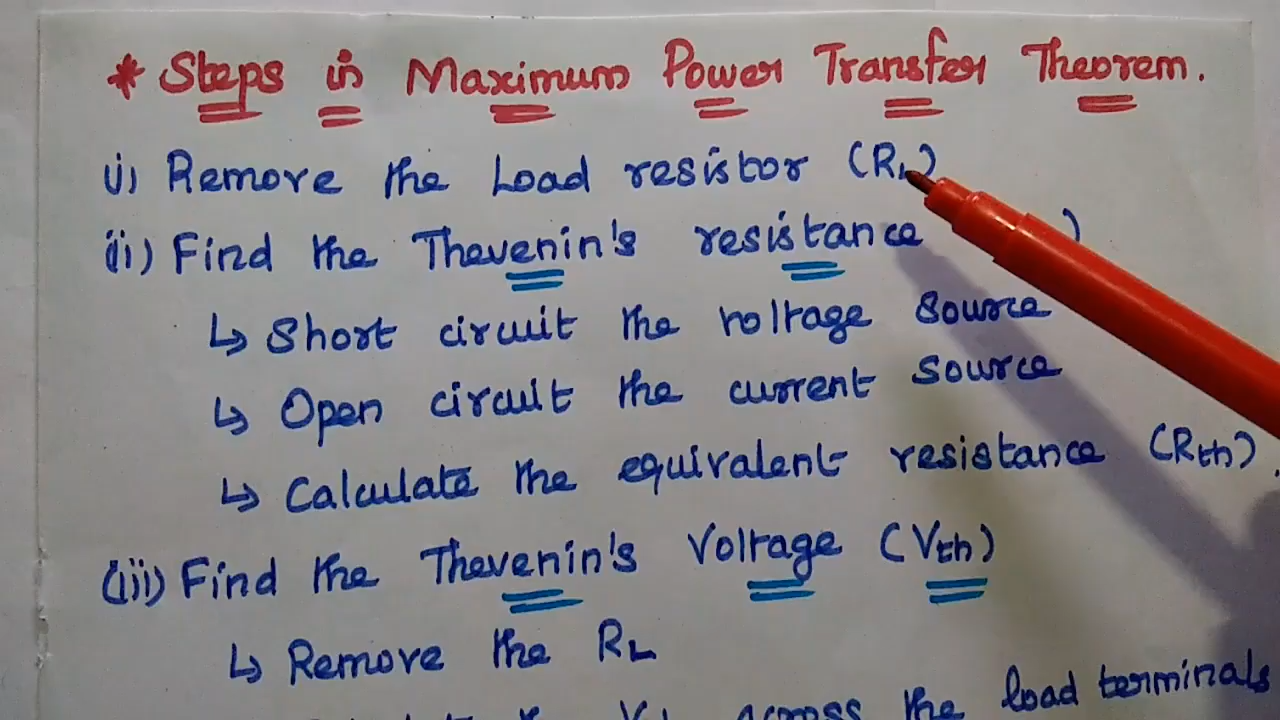 * Steps in Maximum Power Transfer Theorem.
(i) Remove the Load resistor (RL)
(ii) Find the Thevenin's resistance )
↳ Short circuit the voltage source
↳ Open circuit the current source
↳ Calculate the equivalent resistance (Rth).
(iii) Find the Thevenin's Voltage (Vth)
↳ Remove the RL
across the load terminals